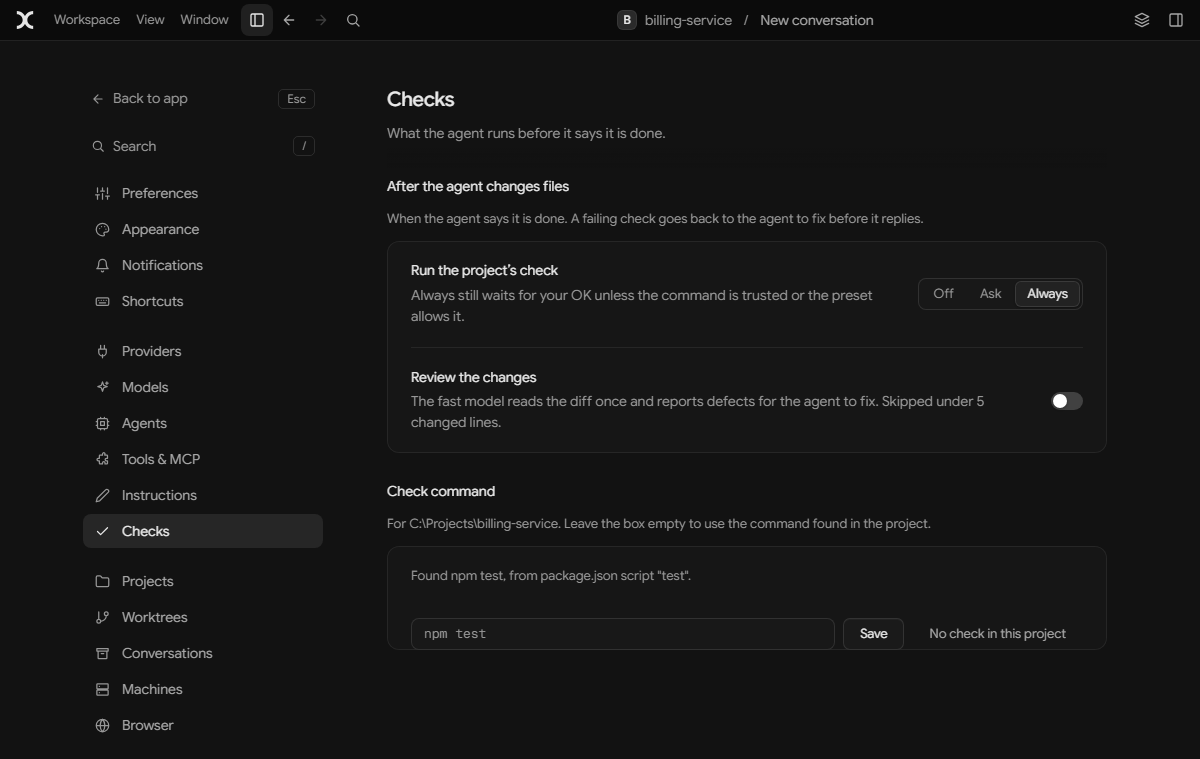 Workspace View Window
B billing-service / New conversation
Back to app Esc
Search /
Preferences
Appearance
Notifications
Shortcuts
Providers
Models
Agents
Tools & MCP
Instructions
Checks
Projects
Worktrees
Conversations
Machines
Browser
Checks
What the agent runs before it says it is done.
After the agent changes files
When the agent says it is done. A failing check goes back to the agent to fix before it replies.
Run the project's check
Always still waits for your OK unless the command is trusted or the preset
allows it.
Off Ask Always
Review the changes
The fast model reads the diff once and reports defects for the agent to fix. Skipped under 5
changed lines.
Check command
For C:\Projects\billing-service. Leave the box empty to use the command found in the project.
Found npm test, from package.json script "test".
npm test Save No check in this project